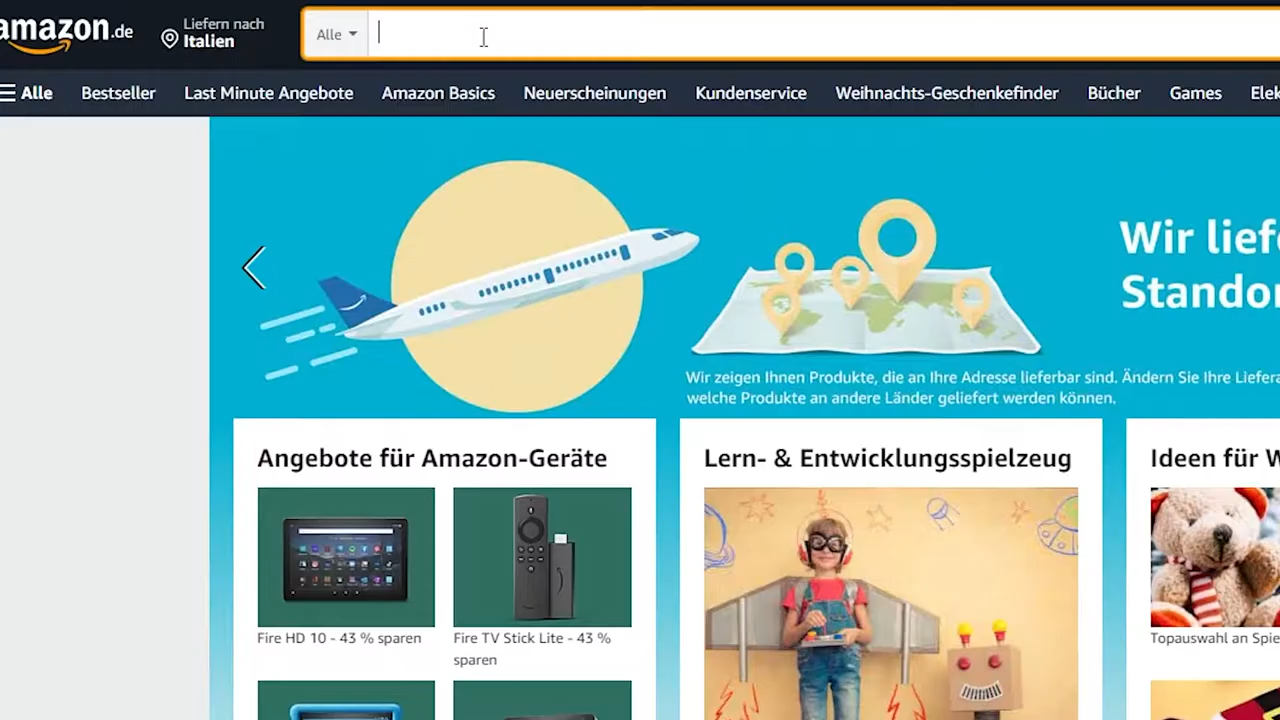 amazon.de
Liefern nach
Italien
Alle
Alle
Bestseller
Last Minute Angebote
Amazon Basics
Neuerscheinungen
Kundenservice
Weihnachts-Geschenkefinder
Bücher
Games
Elek
Wir liefe
Standor
Wir zeigen Ihnen Produkte, die an Ihre Adresse lieferbar sind. Ändern Sie Ihre Liefera
welche Produkte an andere Länder geliefert werden können.
Angebote für Amazon-Geräte
Fire HD 10 - 43 % sparen
Fire TV Stick Lite - 43 %
sparen
Lern- & Entwicklungsspielzeug
Ideen für W
Topauswahl an Spie